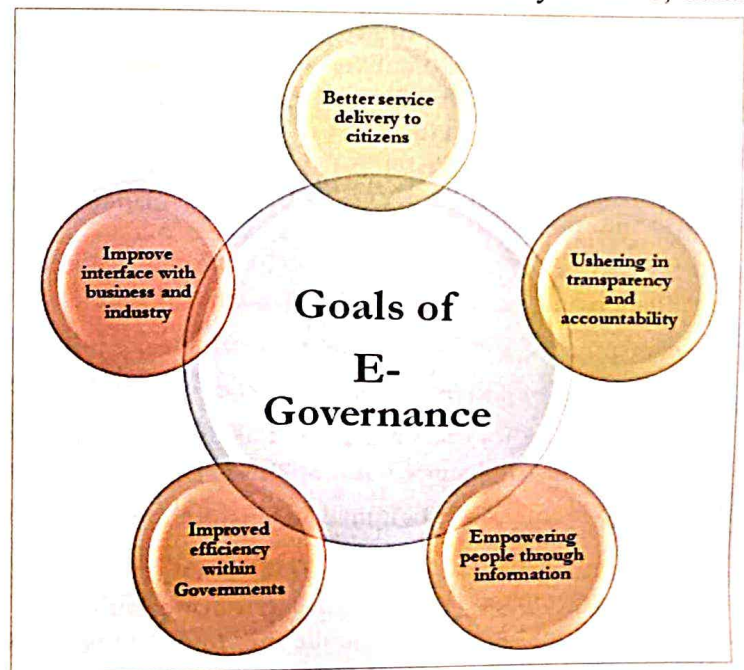 Better service
delivery to
citizens
Ushering in
transparency
and
accountability
Empowering
people through
information
Improved
efficiency
within
Governments
Improve
interface with
business and
industry
Goals of
E-
Governance